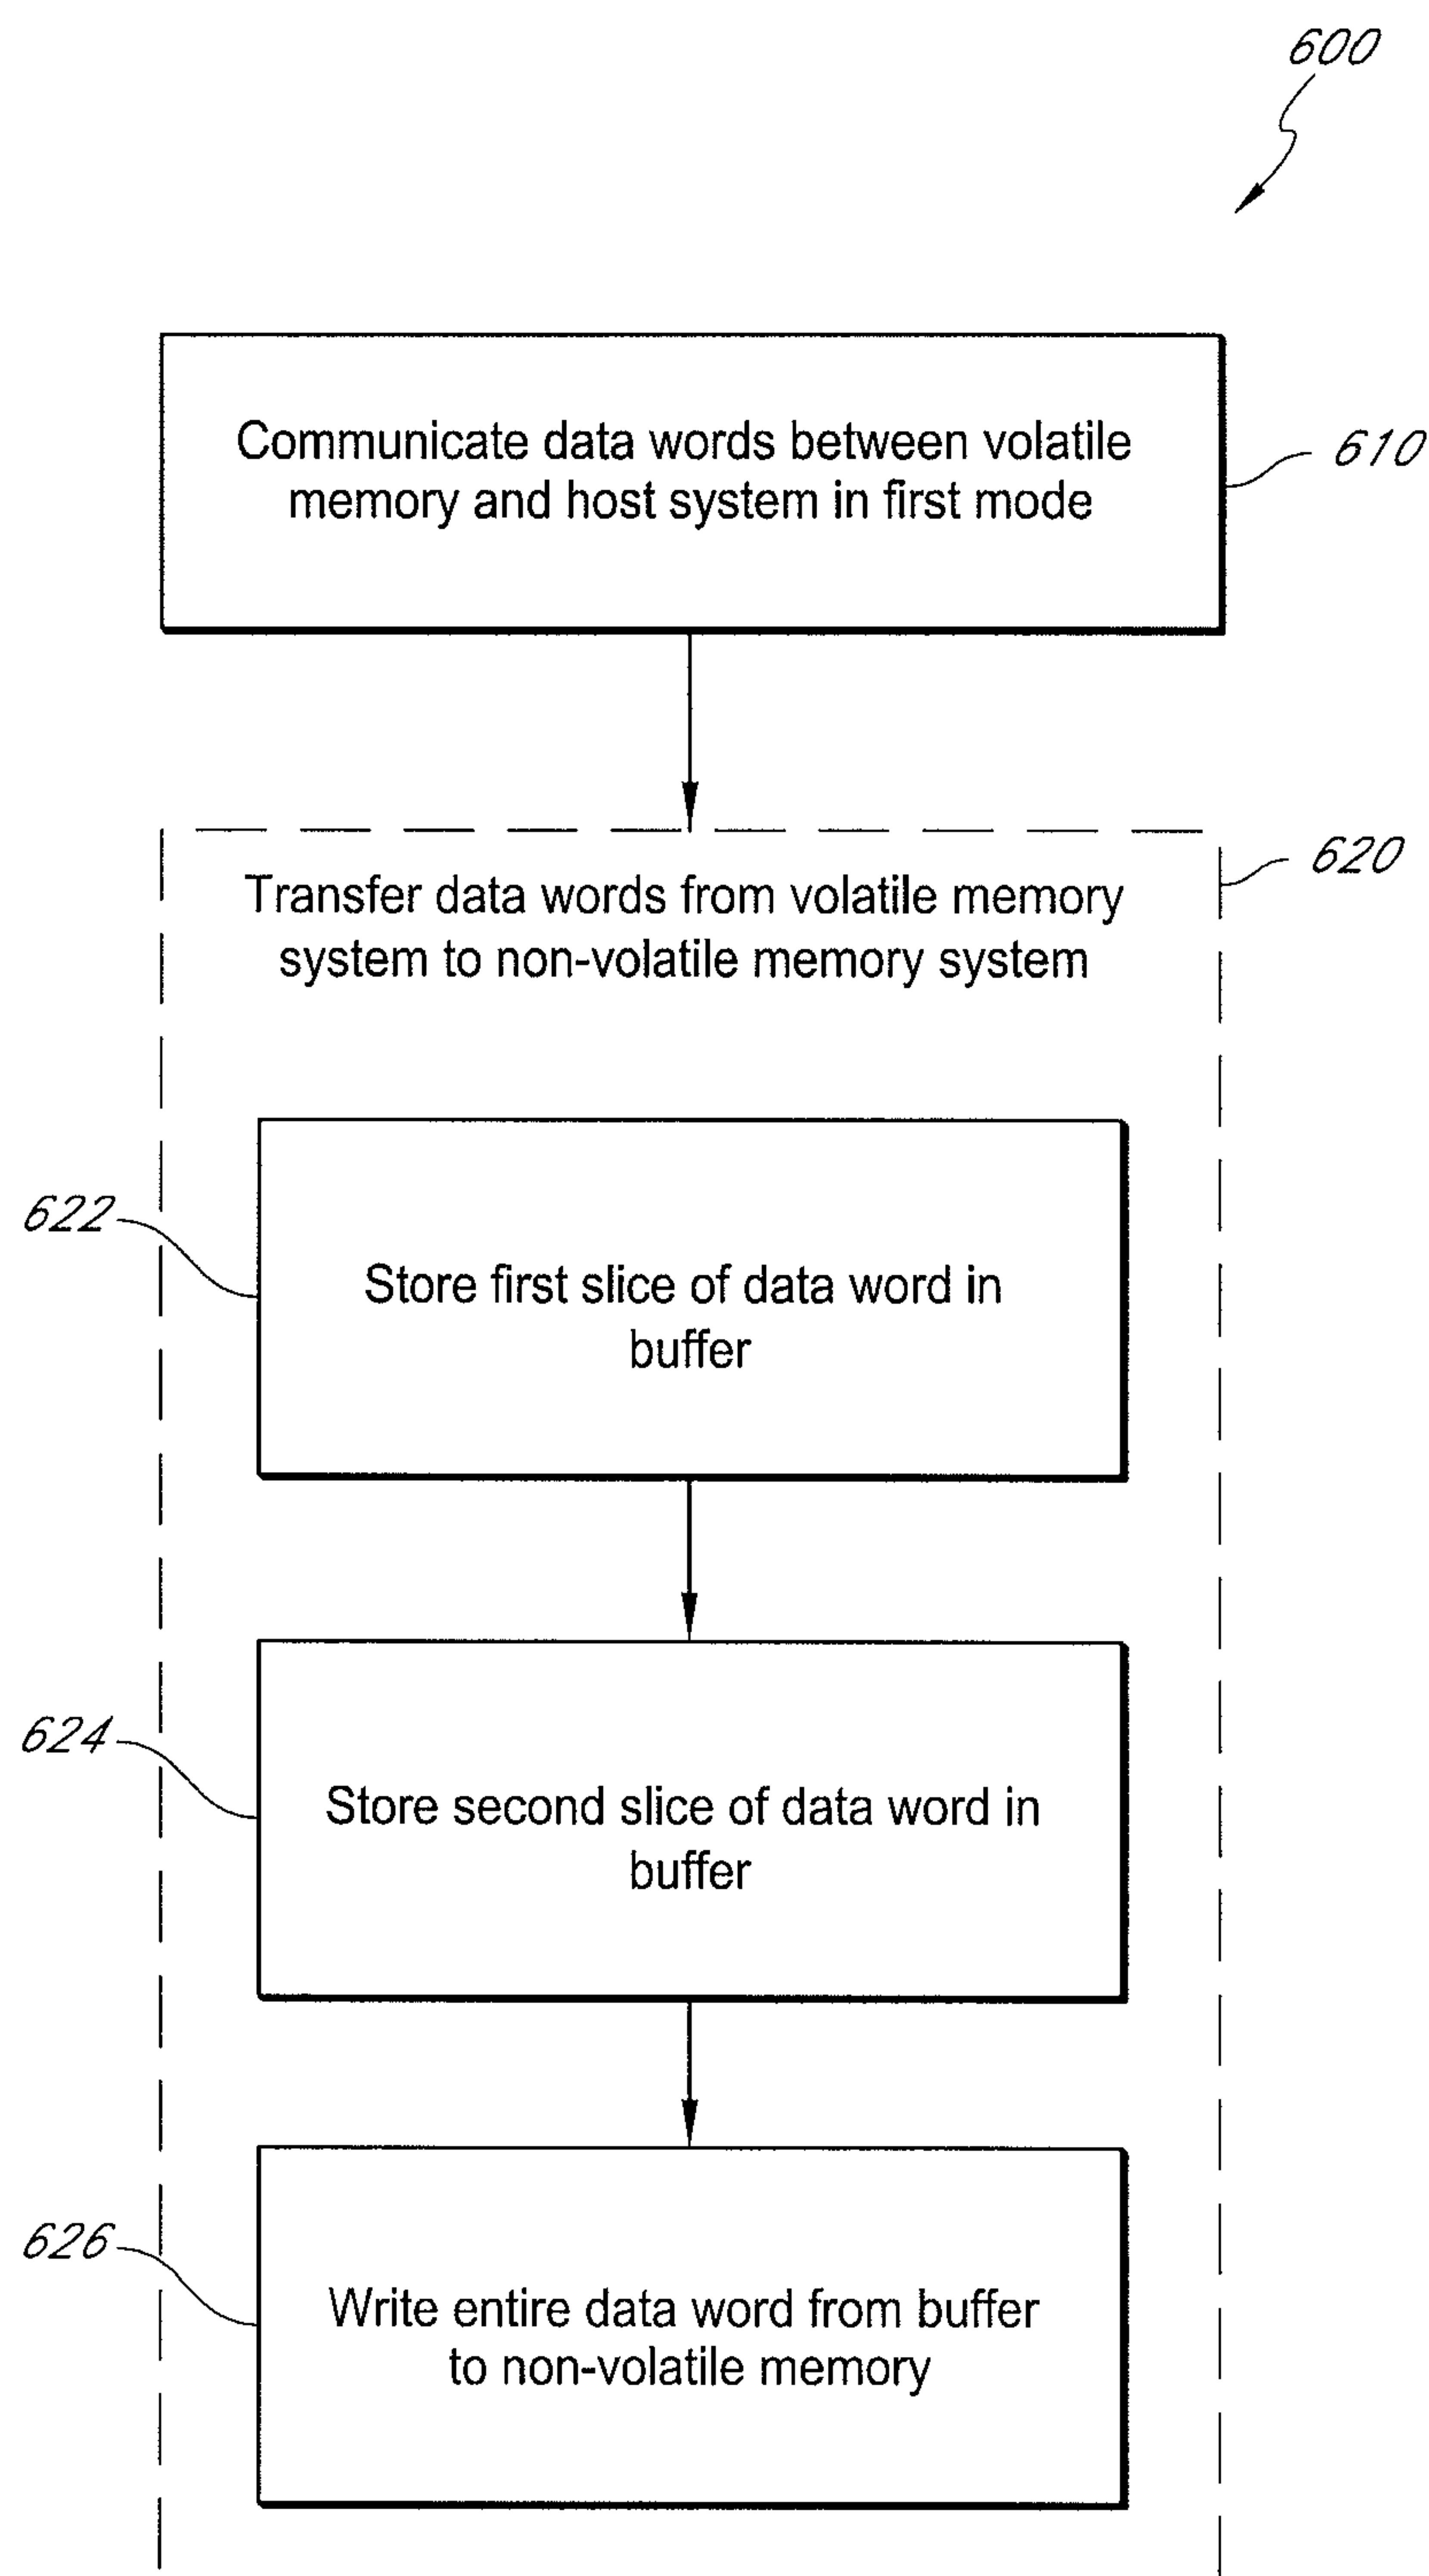 600
Communicate data words between volatile
memory and host system in first mode
610
620
Transfer data words from volatile memory
system to non-volatile memory system
622
Store first slice of data word in
buffer
624
Store second slice of data word in
buffer
626
Write entire data word from buffer
to non-volatile memory